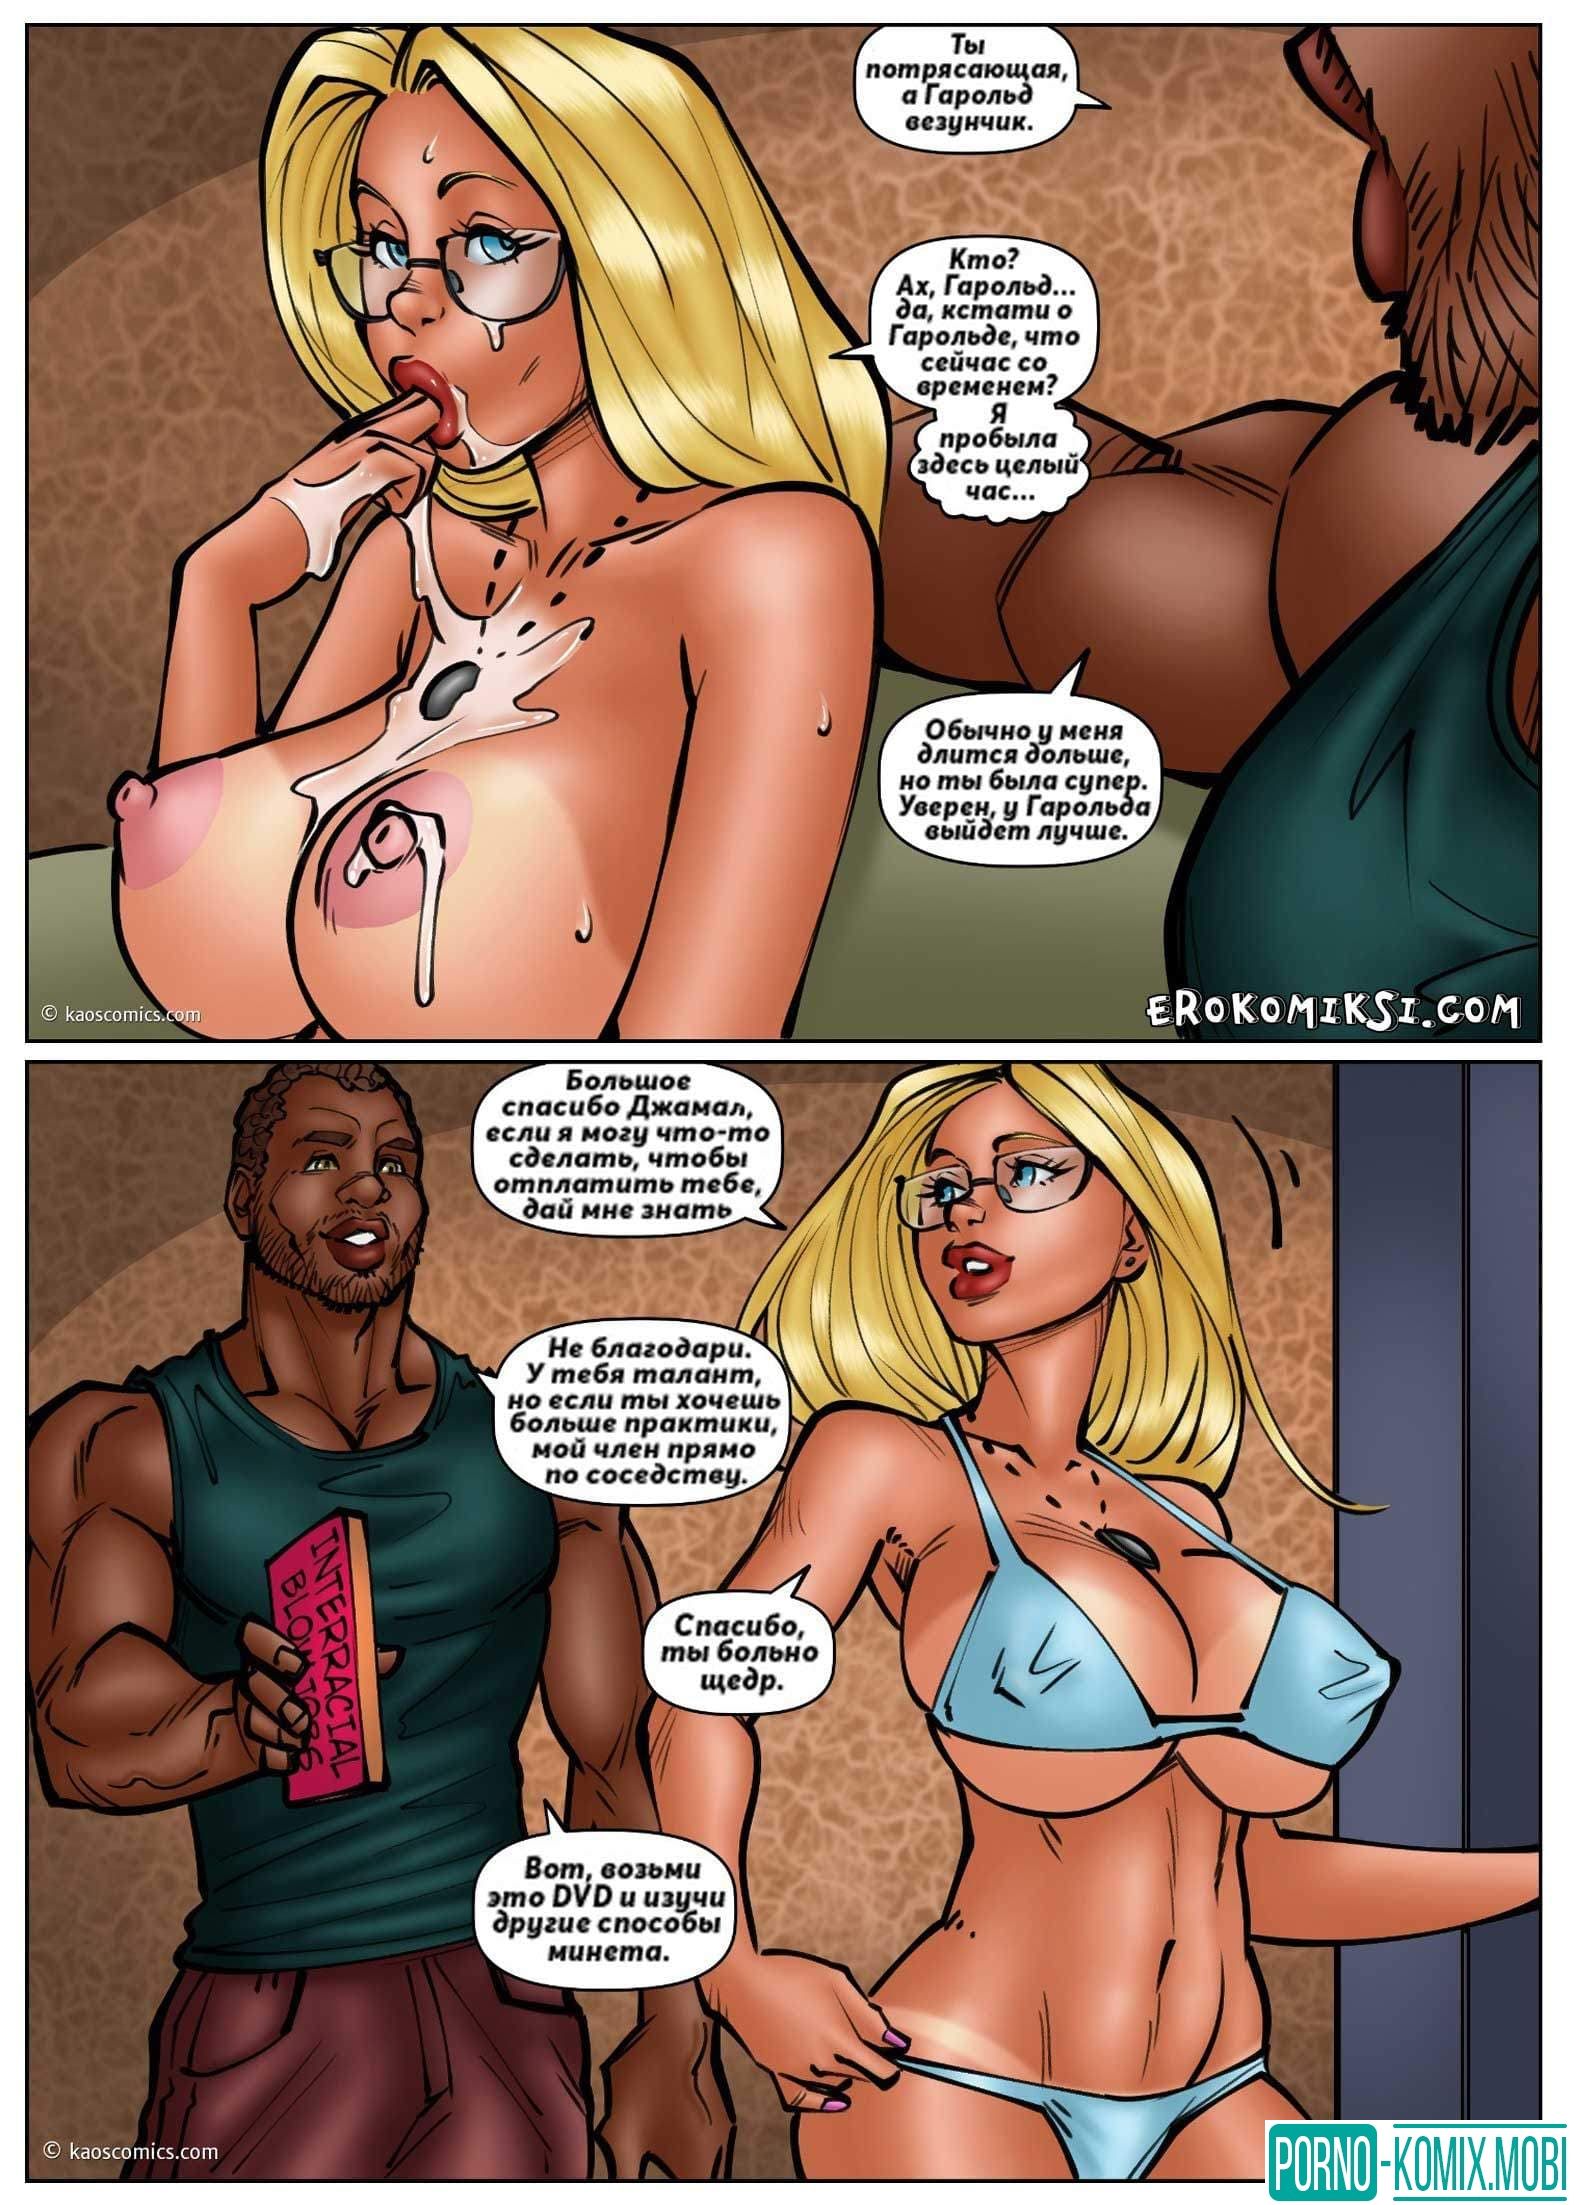 Ты
потрясающая,
а Гарольд
везунчик.
Кто?
Ах, Гарольд...
да, кстати о
Гарольде, что
сейчас со
временем?
Я
пробыла
здесь целый
час...
Обычно у меня
длится дольше,
но ты была супер.
Уверен, у Гарольда
выйдет лучше.
© kaoscomics.com
EROKOMIKSI.COM
Большое
спасибо Джамал,
если я могу что-то
сделать, чтобы
отплатить тебе,
дай мне знать
Не благодари.
У тебя талант,
но если ты хочешь
больше практики,
мой член прямо
по соседству.
Спасибо,
ты больно
щедр.
INTERRACIAL
Вот, возьми
это DVD и изучи
другие способы
минета.
© kaoscomics.com
PORNO-KOMIX.MOBI